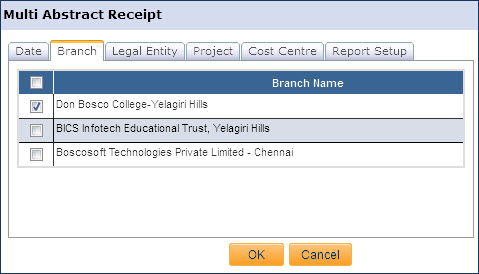 Multi Abstract Receipt
Date Branch Legal Entity Project Cost Centre Report Setup
Branch Name
Don Bosco College-Yelagiri Hills
BICS Infotech Educational Trust, Yelagiri Hills
Boscosoft Technologies Private Limited - Chennai
OK Cancel